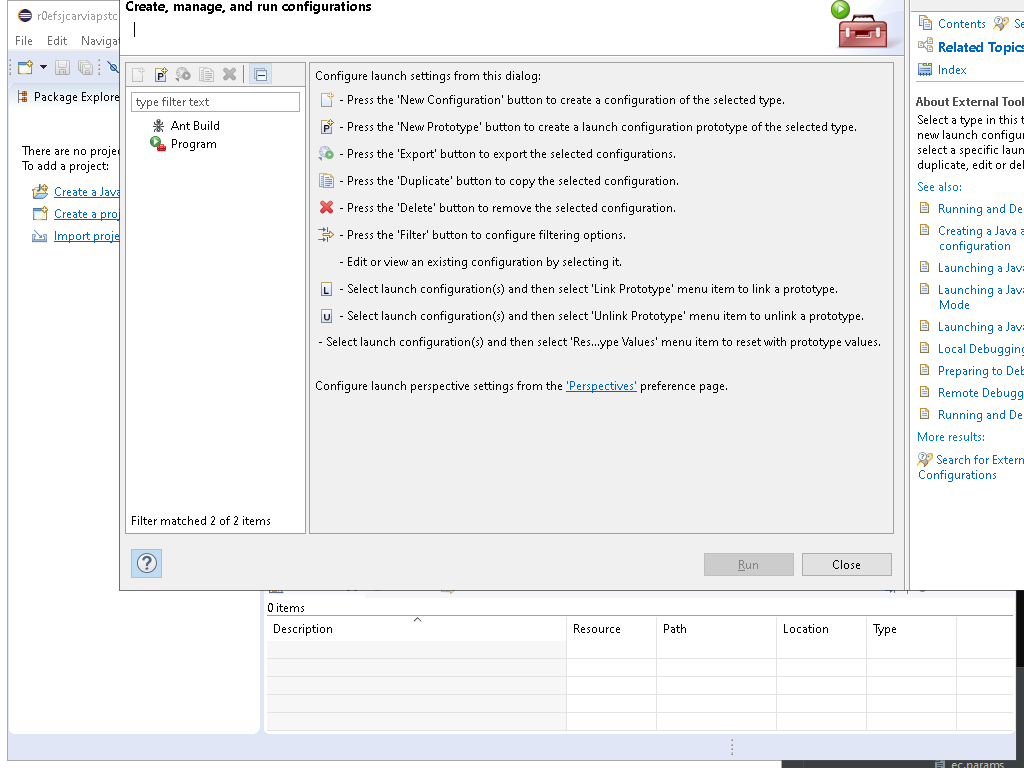 r0efsjcarviapstc
File Edit Naviga
Package Explore
There are no proje
To add a project:
Create a Java
Create a proj
Import proje
Create, manage, and run configurations
type filter text
Ant Build
Program
Filter matched 2 of 2 items
Configure launch settings from this dialog:
- Press the 'New Configuration' button to create a configuration of the selected type.
P - Press the 'New Prototype' button to create a launch configuration prototype of the selected type.
- Press the 'Export' button to export the selected configurations.
- Press the 'Duplicate' button to copy the selected configuration.
- Press the 'Delete' button to remove the selected configuration.
- Press the 'Filter' button to configure filtering options.
- Edit or view an existing configuration by selecting it.
L - Select launch configuration(s) and then select 'Link Prototype' menu item to link a prototype.
U - Select launch configuration(s) and then select 'Unlink Prototype' menu item to unlink a prototype.
- Select launch configuration(s) and then select 'Res...ype Values' menu item to reset with prototype values.
Configure launch perspective settings from the 'Perspectives' preference page.
?
Run
Close
Contents Se
Related Topics
Index
About External Tool
Select a type in this t
new launch configur
select a specific laun
duplicate, edit or del
See also:
Running and De
Creating a Java a
configuration
Launching a Java
Launching a Java
Mode
Launching a Java
Local Debugging
Preparing to Deb
Remote Debugg
Running and De
More results:
Search for Extern
Configurations
0 items
Description Resource Path Location Type
ec.params